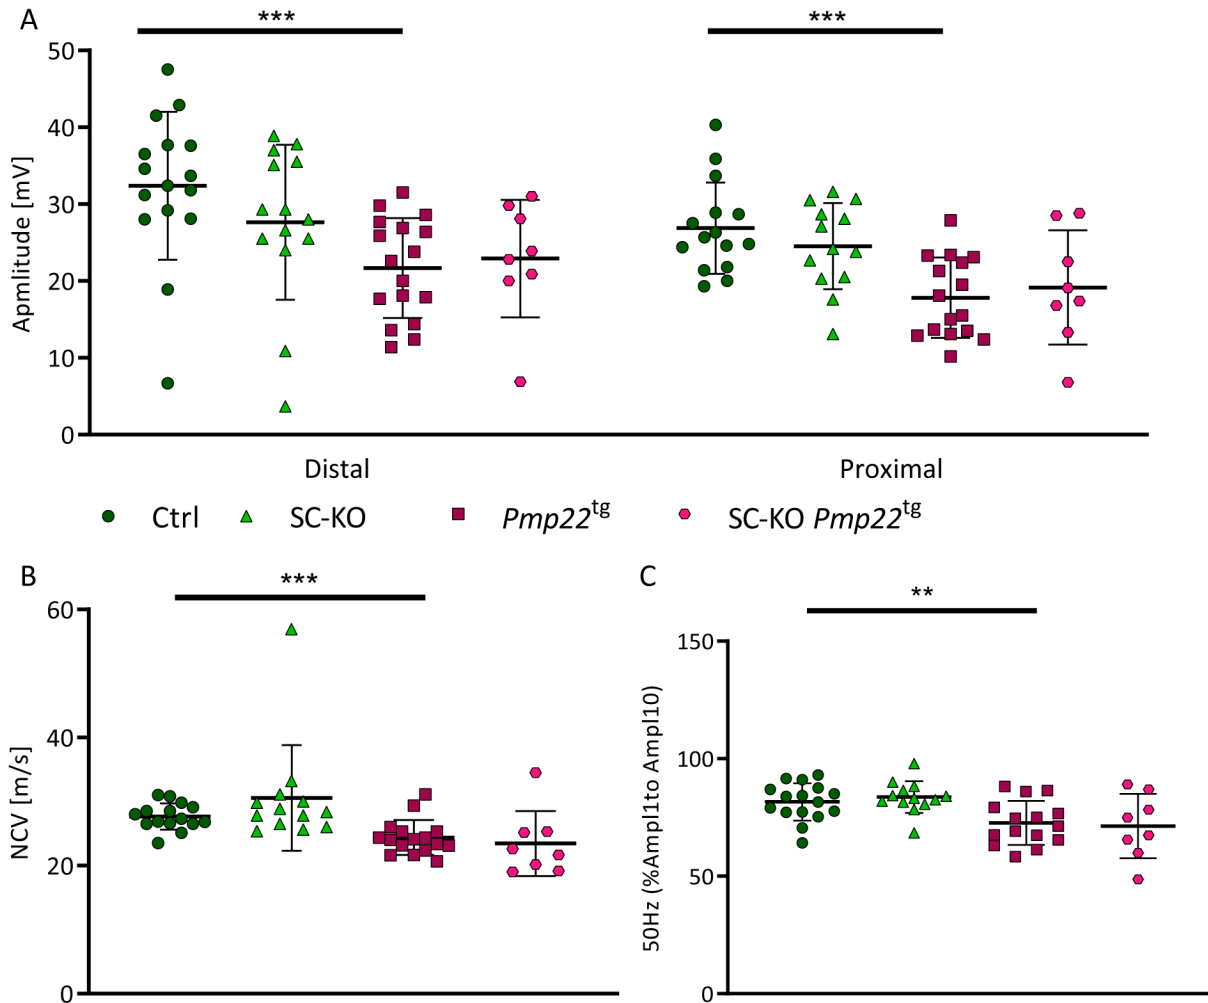 A
*** ***
50
40
30
20
10
0
Apmlitude [mV]
Distal Proximal
Ctrl SC-KO Pmp22tg SC-KO Pmp22tg
B
***
60
40
20
0
NCV [m/s]
C
**
150
100
50
0
50Hz (%Ampl1to Ampl10)